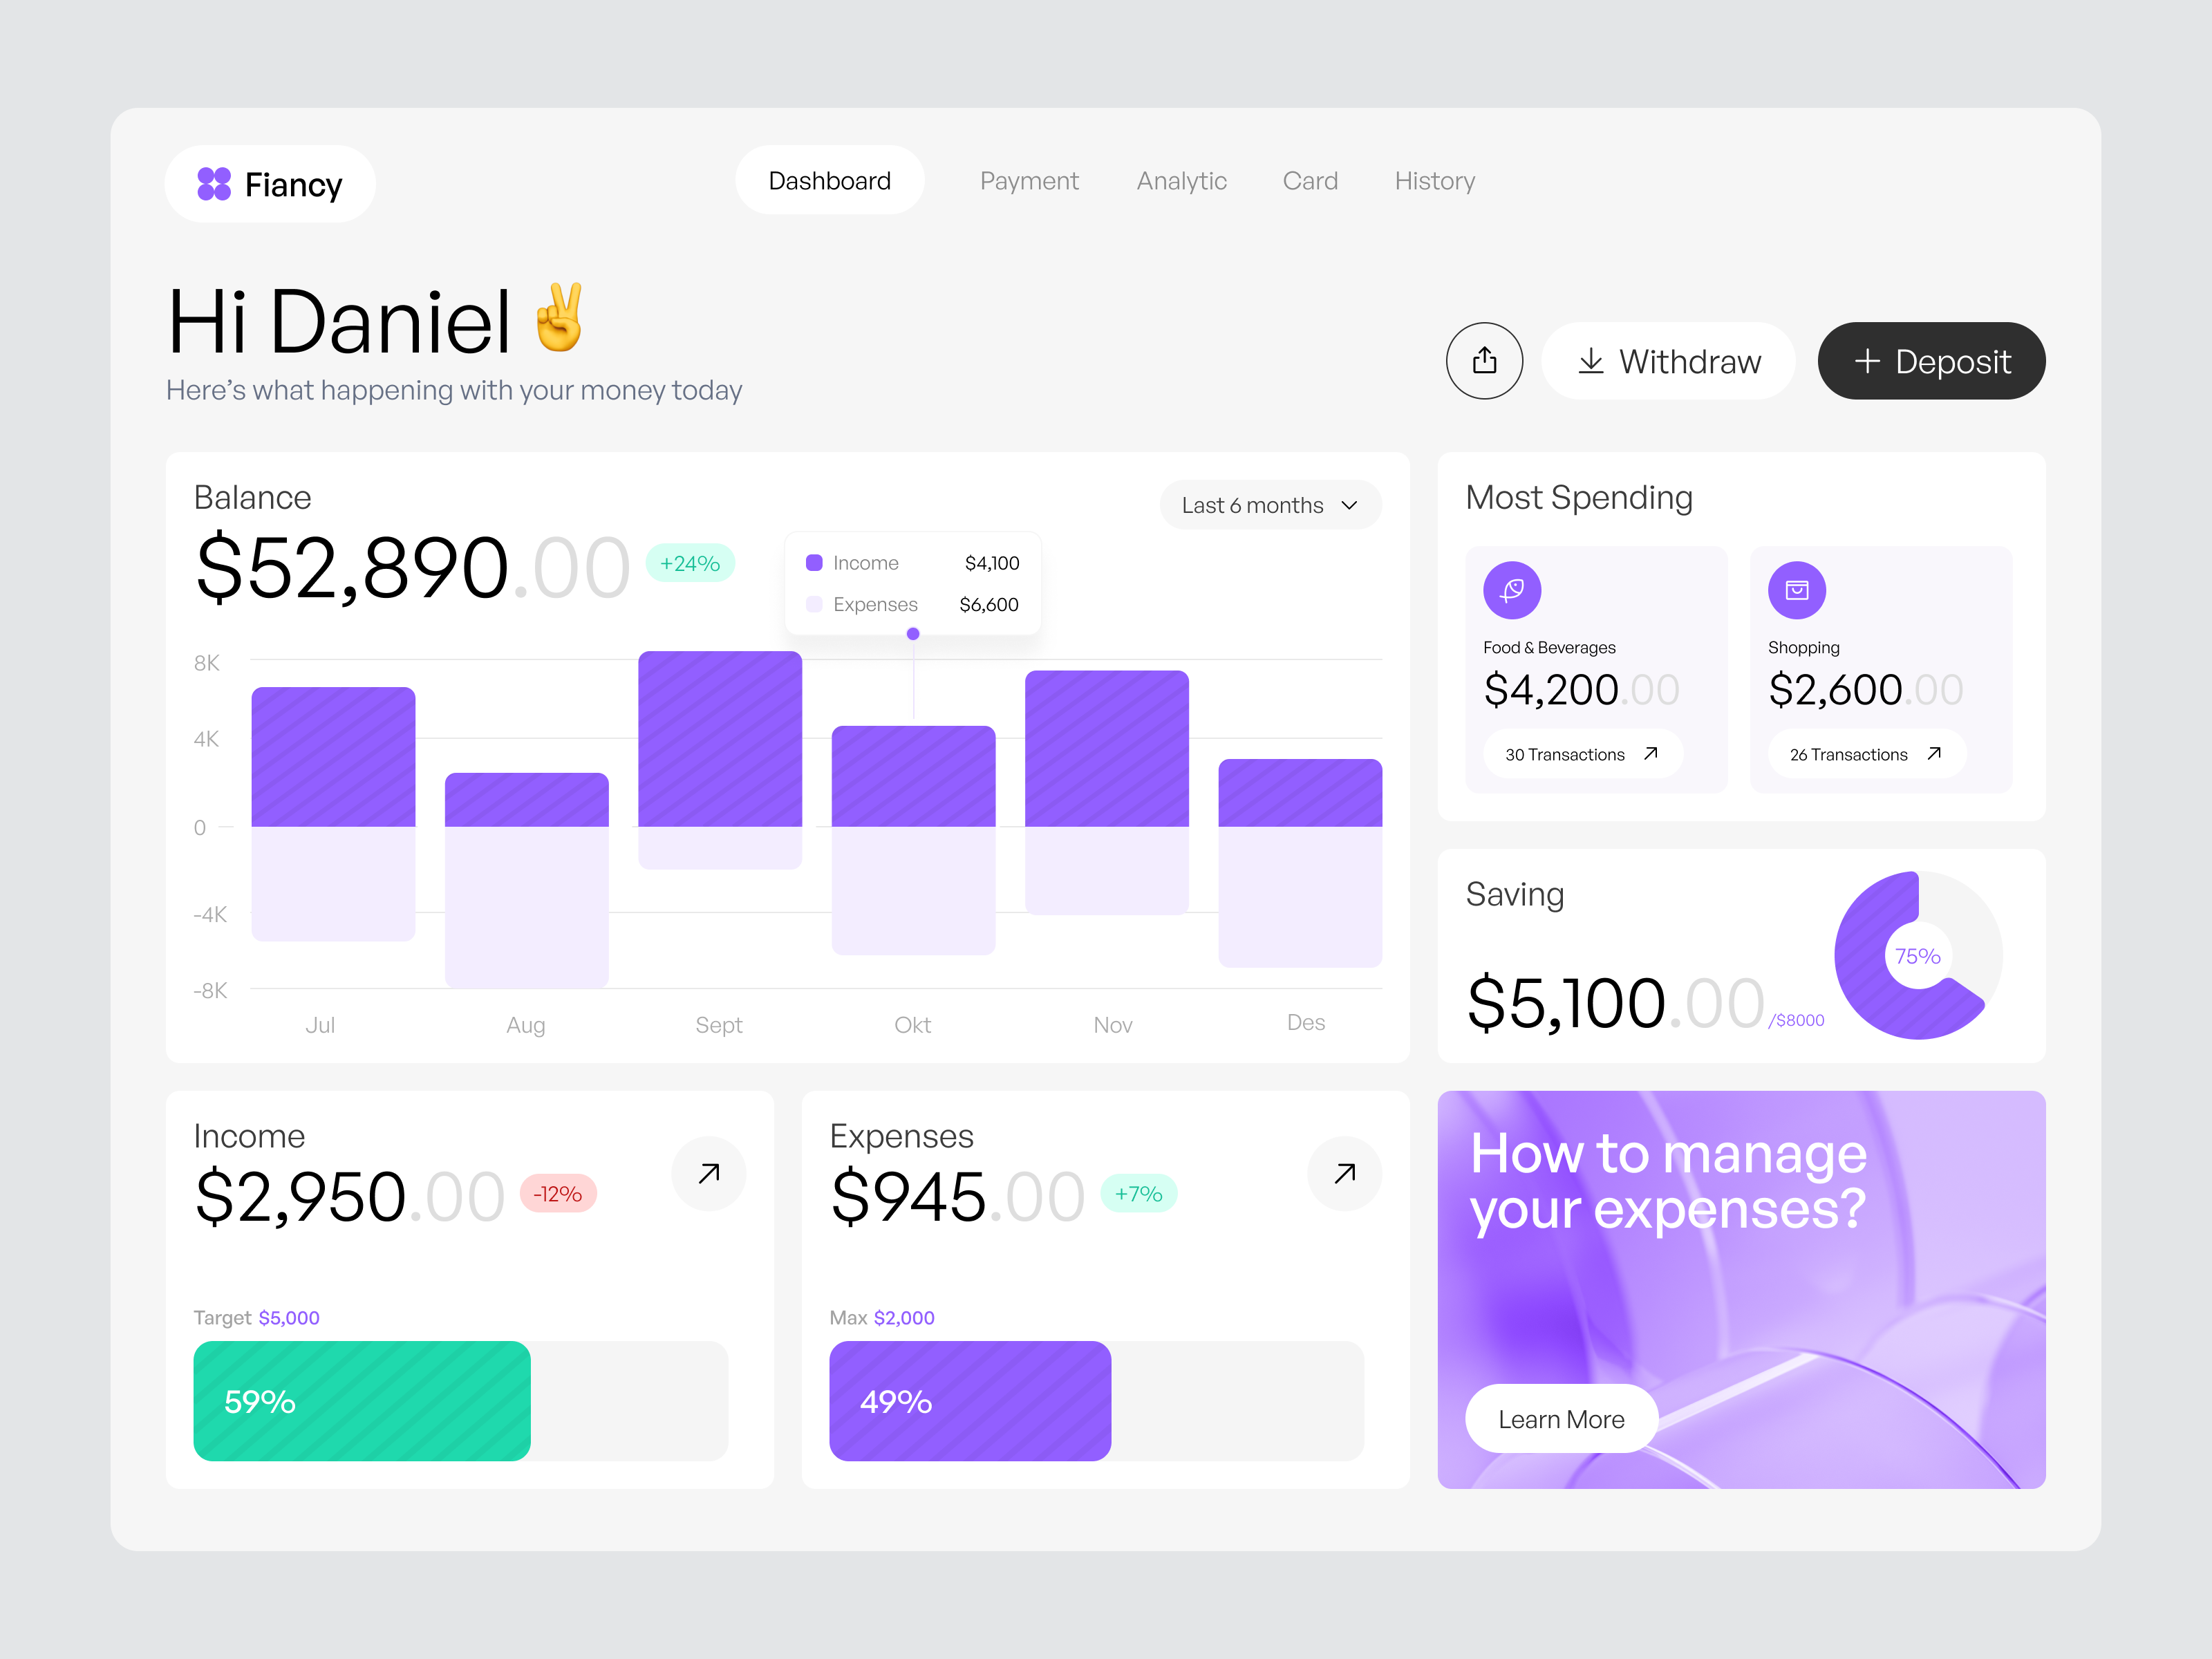 Fiancy
Dashboard
Payment
Analytic
Card
History
Hi Daniel ✌️
Here’s what happening with your money today
Withdraw
Deposit
Balance
$52,890.00
+24%
Last 6 months
Income $4,100
Expenses $6,600
8K
4K
0
-4K
-8K
Jul
Aug
Sept
Okt
Nov
Des
Most Spending
Food & Beverages
$4,200.00
30 Transactions
Shopping
$2,600.00
26 Transactions
Saving
$5,100.00
/$8000
75%
Income
$2,950.00
-12%
Target $5,000
59%
Expenses
$945.00
+7%
Max $2,000
49%
How to manage
your expenses?
Learn More